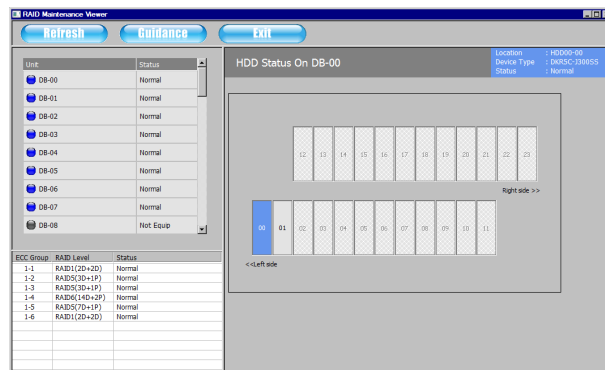 RAID Maintenance Viewer
Refresh Guidance Exit
Unit Status
DB-00 Normal
DB-01 Normal
DB-02 Normal
DB-03 Normal
DB-04 Normal
DB-05 Normal
DB-06 Normal
DB-07 Normal
DB-08 Not Equip
ECC Group RAID Level Status
1-1 RAID1(2D+2D) Normal
1-2 RAID5(3D+1P) Normal
1-3 RAID5(3D+1P) Normal
1-4 RAID6(14D+2P) Normal
1-5 RAID5(7D+1P) Normal
1-6 RAID1(2D+2D) Normal
HDD Status On DB-00
Location : HDD00-00
Device Type : DKR5C-J300SS
Status : Normal
12 13 14 15 16 17 18 19 20 21 22 23
Right side >>
00 01 02 03 04 05 06 07 08 09 10 11
<<Left side